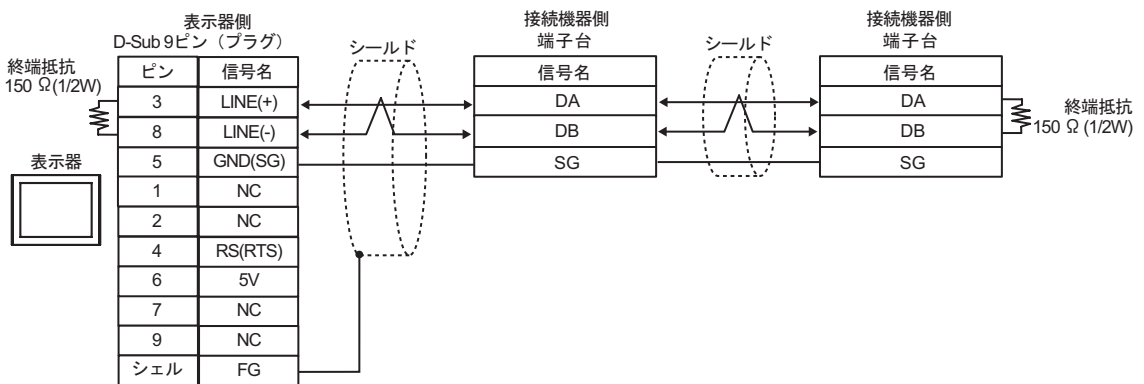 表示器側
D-Sub 9ピン（プラグ）
シールド
接続機器側
端子台
シールド
接続機器側
端子台
終端抵抗
150 Ω(1/2W)
ピン 信号名
3 LINE(+)
8 LINE(-)
5 GND(SG)
1 NC
2 NC
4 RS(RTS)
6 5V
7 NC
9 NC
シェル FG
表示器
信号名
DA
DB
SG
信号名
DA
DB
SG
終端抵抗
150 Ω (1/2W)